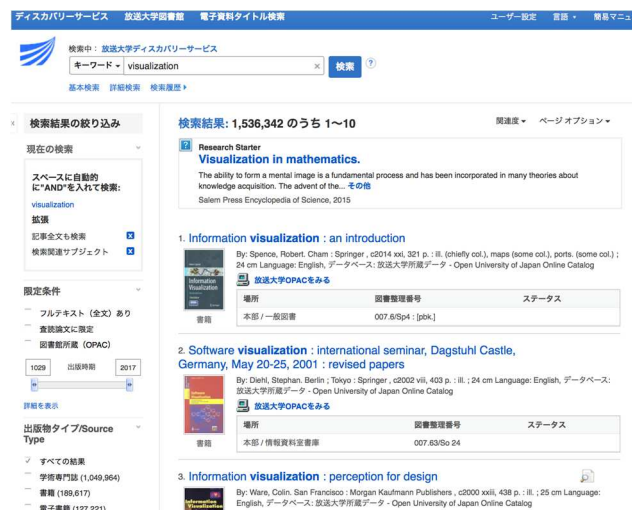 ディスカバリーサービス 放送大学図書館 電子資料タイトル検索
ユーザー設定 言語 簡易マニュ
検索中: 放送大学ディスカバリーサービス
キーワード visualization × 検索 ?
基本検索 詳細検索 検索履歴
検索結果の絞り込み
現在の検索
スペースに自動的
に"AND"を入れて検索:
visualization
拡張
記事全文も検索 X
検索関連サブジェクト X
限定条件
フルテキスト(全文)あり
査読論文に限定
図書館所蔵(OPAC)
1029 出版時期 2017
詳細を表示
出版物タイプ/Source
Type
すべての結果
学術専門誌 (1,049,964)
書籍 (189,617)
電子書籍 (127,221)
検索結果: 1,536,342 のうち 1~10
関連度 ページ オプション
? Research Starter
Visualization in mathematics.
The ability to form a mental image is a fundamental process and has been incorporated in many theories about
knowledge acquisition. The advent of the... その他
Salem Press Encyclopedia of Science, 2015
1. Information visualization : an introduction
By: Spence, Robert. Cham : Springer , c2014 xxi, 321 p. : ill. (chiefly col.), maps (some col.), ports. (some col.) ;
24 cm Language: English, データベース: 放送大学所蔵データ - Open University of Japan Online Catalog
Information
Visualization
書籍
放送大学OPACをみる
場所 図書整理番号 ステータス
本部 / 一般図書 007.6/Sp4 : [pbk.]
2. Software visualization : international seminar, Dagstuhl Castle,
Germany, May 20-25, 2001 : revised papers
By: Diehl, Stephan. Berlin ; Tokyo : Springer , c2002 viii, 403 p. : ill. ; 24 cm Language: English, データベース:
放送大学所蔵データ - Open University of Japan Online Catalog
書籍
放送大学OPACをみる
場所 図書整理番号 ステータス
本部 / 情報資料室書庫 007.63/So 24
3. Information visualization : perception for design
By: Ware, Colin. San Francisco : Morgan Kaufmann Publishers , c2000 xxiii, 438 p. : ill. ; 25 cm Language:
English, データベース: 放送大学所蔵データ - Open University of Japan Online Catalog
Information
Visualization